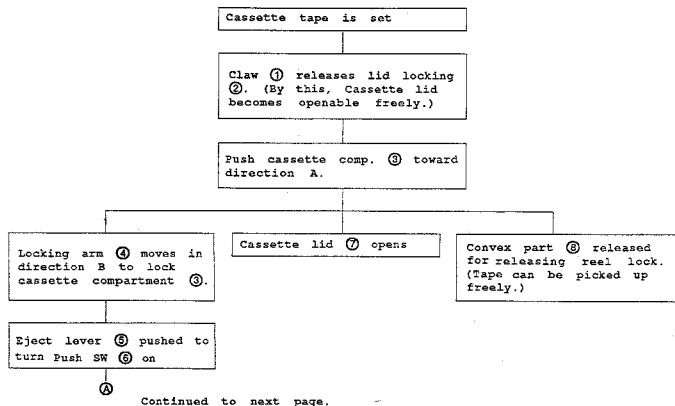 Cassette tape is set
Claw ① releases lid locking
②. (By this, Cassette lid
becomes openable freely.)
Push cassette comp. ③ toward
direction A.
Locking arm ④ moves in
direction B to lock
cassette compartment ③.
Cassette lid ⑦ opens
Convex part ⑧ released
for releasing reel lock.
(Tape can be picked up
freely.)
Eject lever ⑤ pushed to
turn Push SW ⑥ on
Ⓐ
Continued to next page.